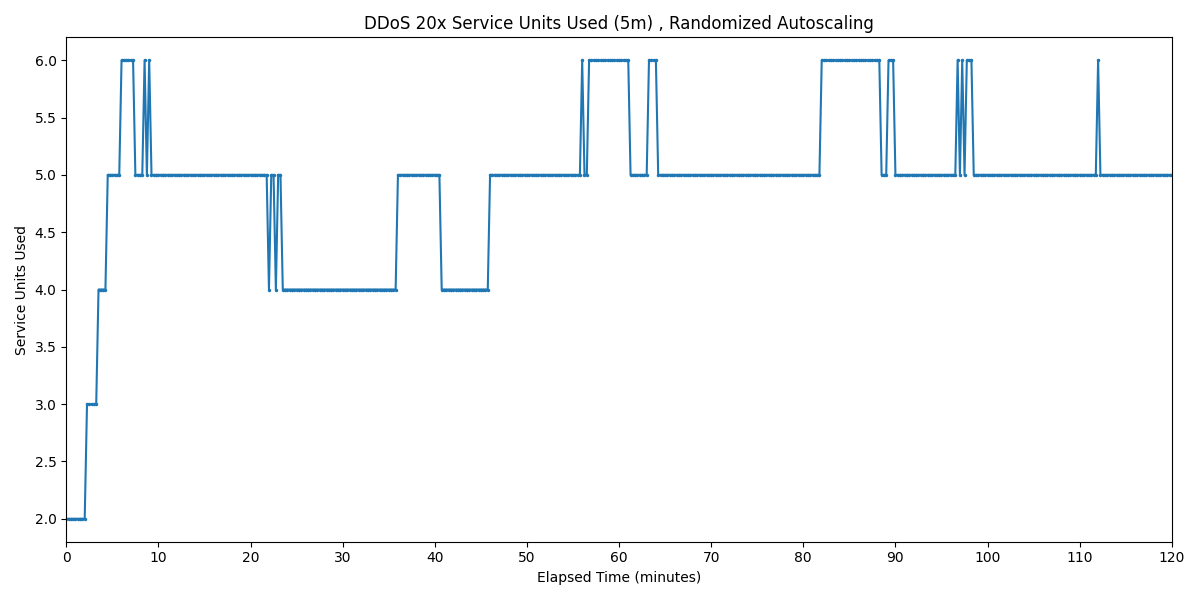 DDoS 20x Service Units Used (5m) , Randomized Autoscaling
6.0
5.5
5.0
4.5
4.0
3.5
3.0
2.5
2.0
Service Units Used
0 10 20 30 40 50 60 70 80 90 100 110 120
Elapsed Time (minutes)